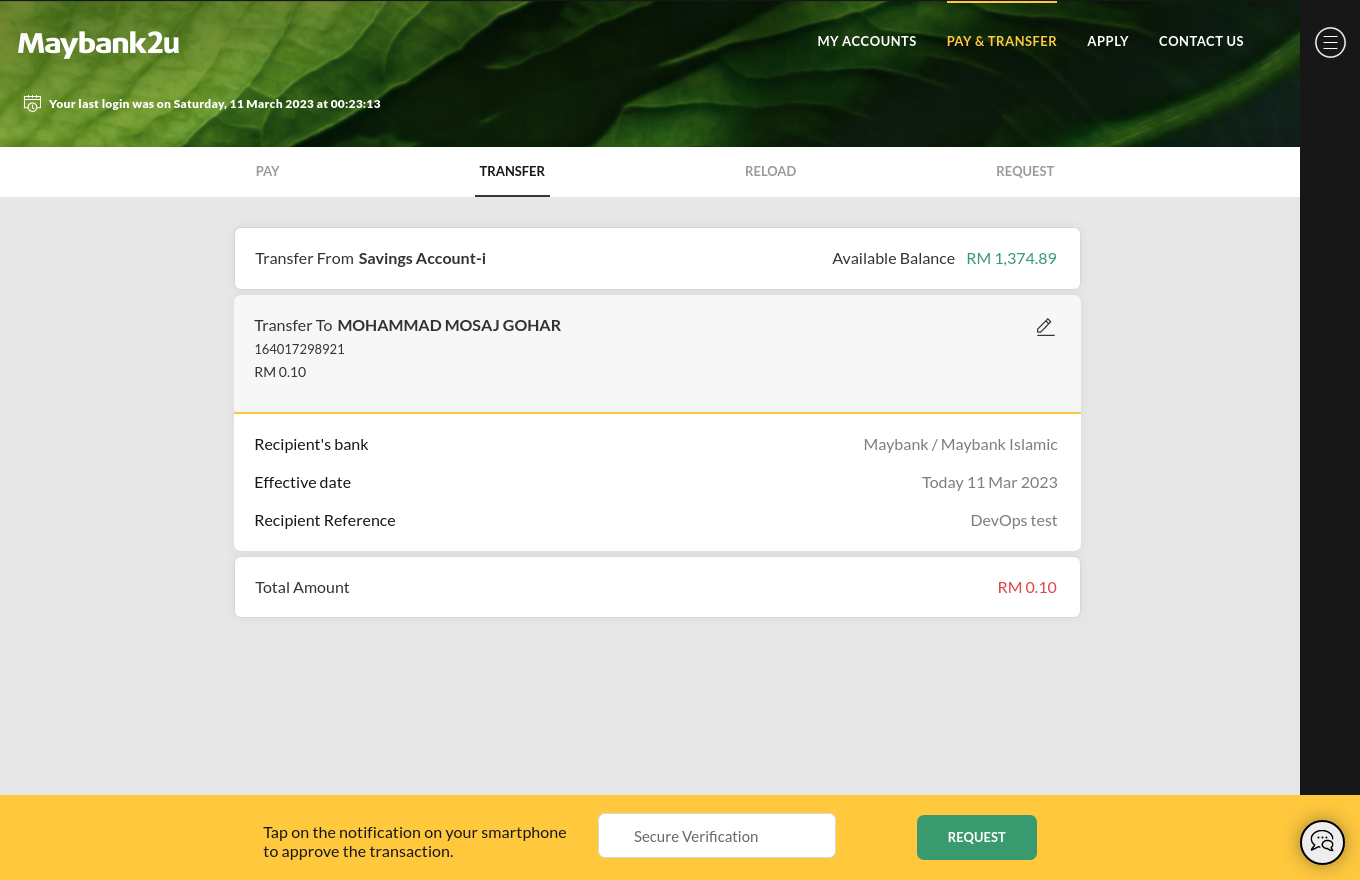 Maybank2u
MY ACCOUNTS PAY & TRANSFER APPLY CONTACT US
Your last login was on Saturday, 11 March 2023 at 00:23:13
PAY TRANSFER RELOAD REQUEST
Transfer From Savings Account-i Available Balance RM 1,374.89
Transfer To MOHAMMAD MOSAJ GOHAR
164017298921
RM 0.10
Recipient's bank Maybank / Maybank Islamic
Effective date Today 11 Mar 2023
Recipient Reference DevOps test
Total Amount RM 0.10
Tap on the notification on your smartphone
to approve the transaction.
Secure Verification
REQUEST